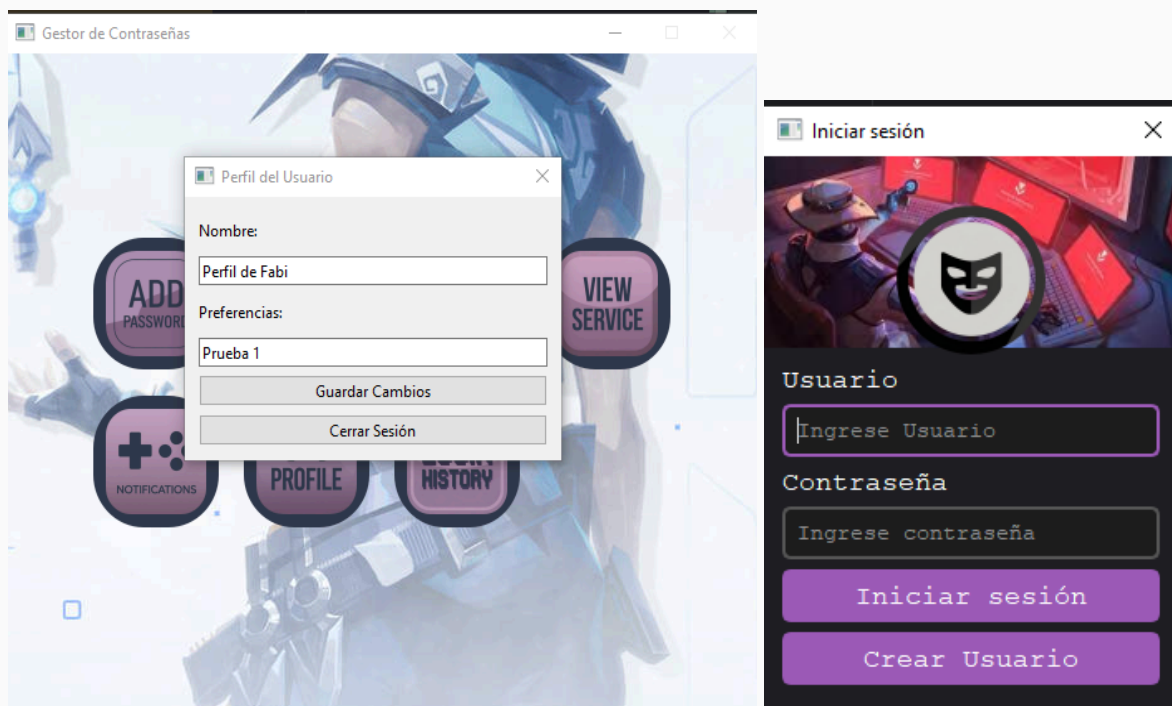 Gestor de Contraseñas
Perfil del Usuario
Nombre:
Perfil de Fabi
Preferencias:
Prueba 1
Guardar Cambios
Cerrar Sesión
ADD
PASSWORD
VIEW
SERVICE
NOTIFICATIONS
PROFILE
HISTORY
Iniciar sesión
Usuario
Ingrese Usuario
Contraseña
Ingrese contraseña
Iniciar sesión
Crear Usuario